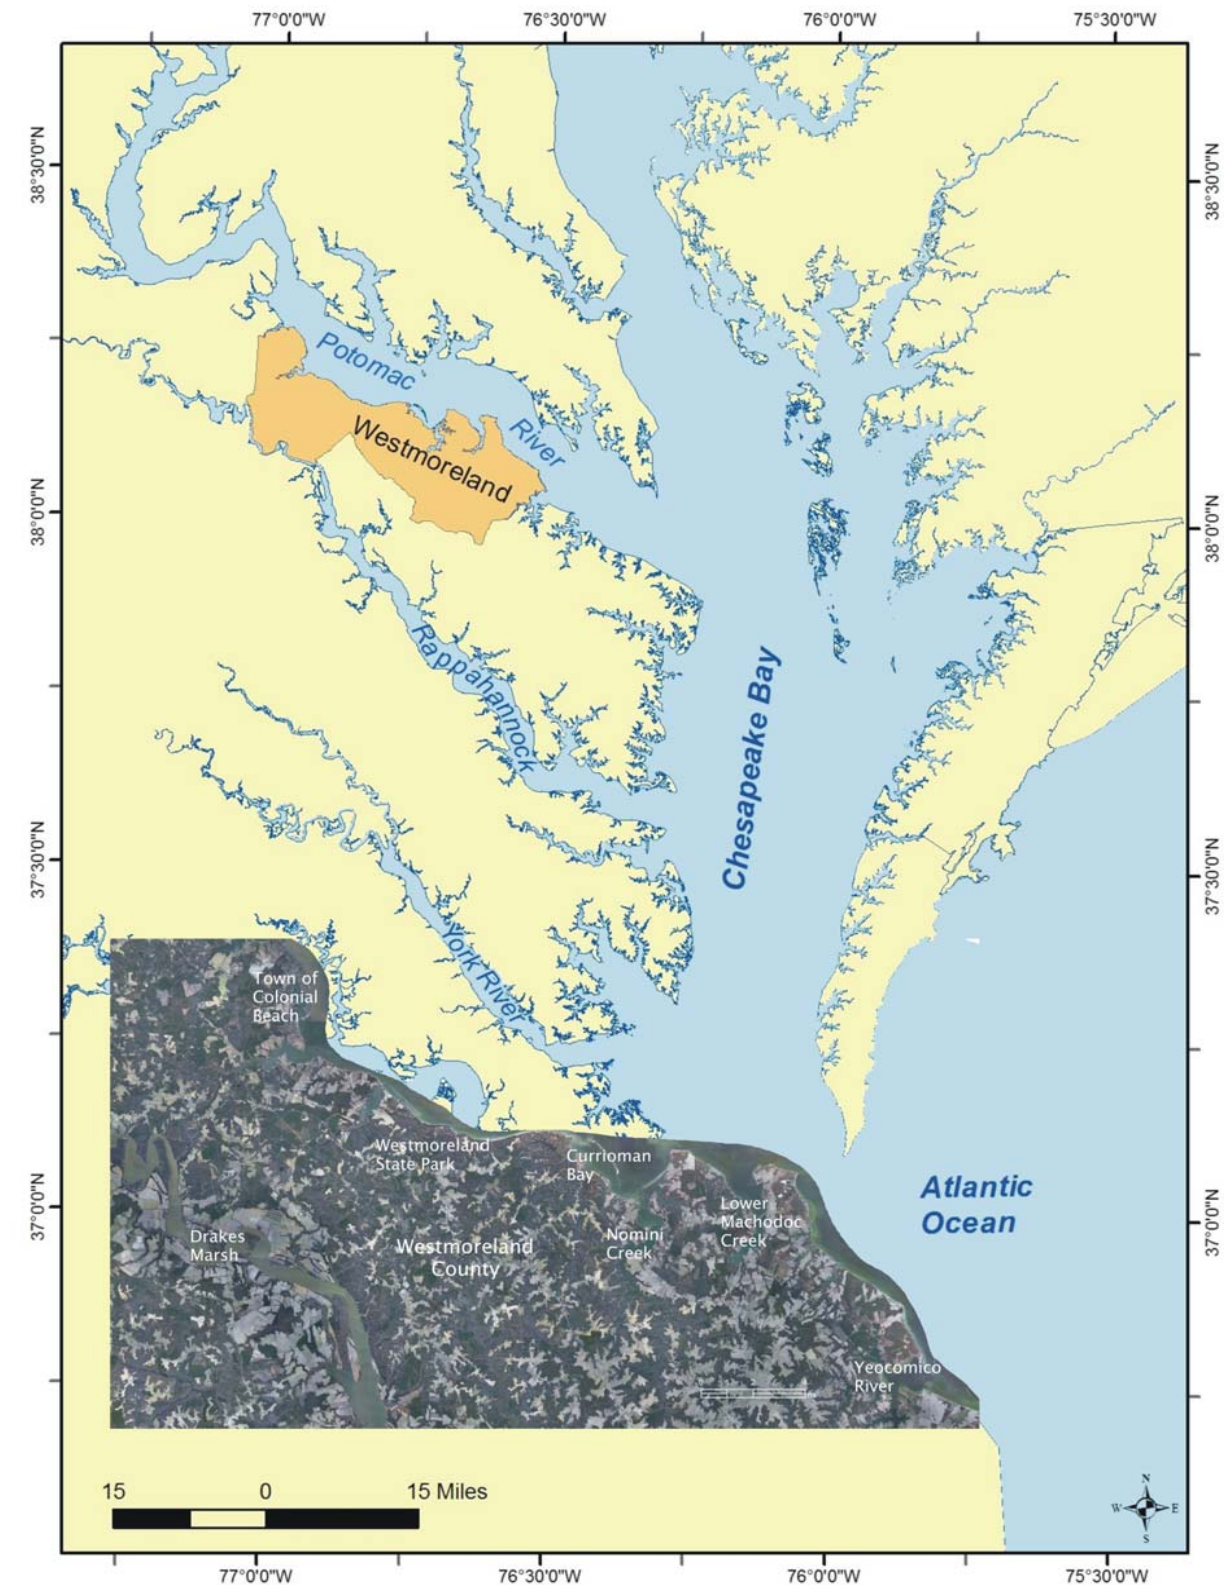 77°0'0"W
76°30'0"W
76°0'0"W
75°30'0"W
38°30'0"N
38°30'0"N
Potomac
River
Westmoreland
38°0'0"N
38°0'0"N
Rappahannock
Chesapeake Bay
37°30'0"N
37°30'0"N
York River
Town of
Colonial
Beach
Westmoreland
State Park
Currioman
Bay
Atlantic
Ocean
37°0'0"N
37°0'0"N
Lower
Machodoc
Creek
Drakes
Marsh
Westmoreland
County
Nomini
Creek
Yeocomico
River
15 0 15 Miles
N
W E
S
77°0'0"W
76°30'0"W
76°0'0"W
75°30'0"W